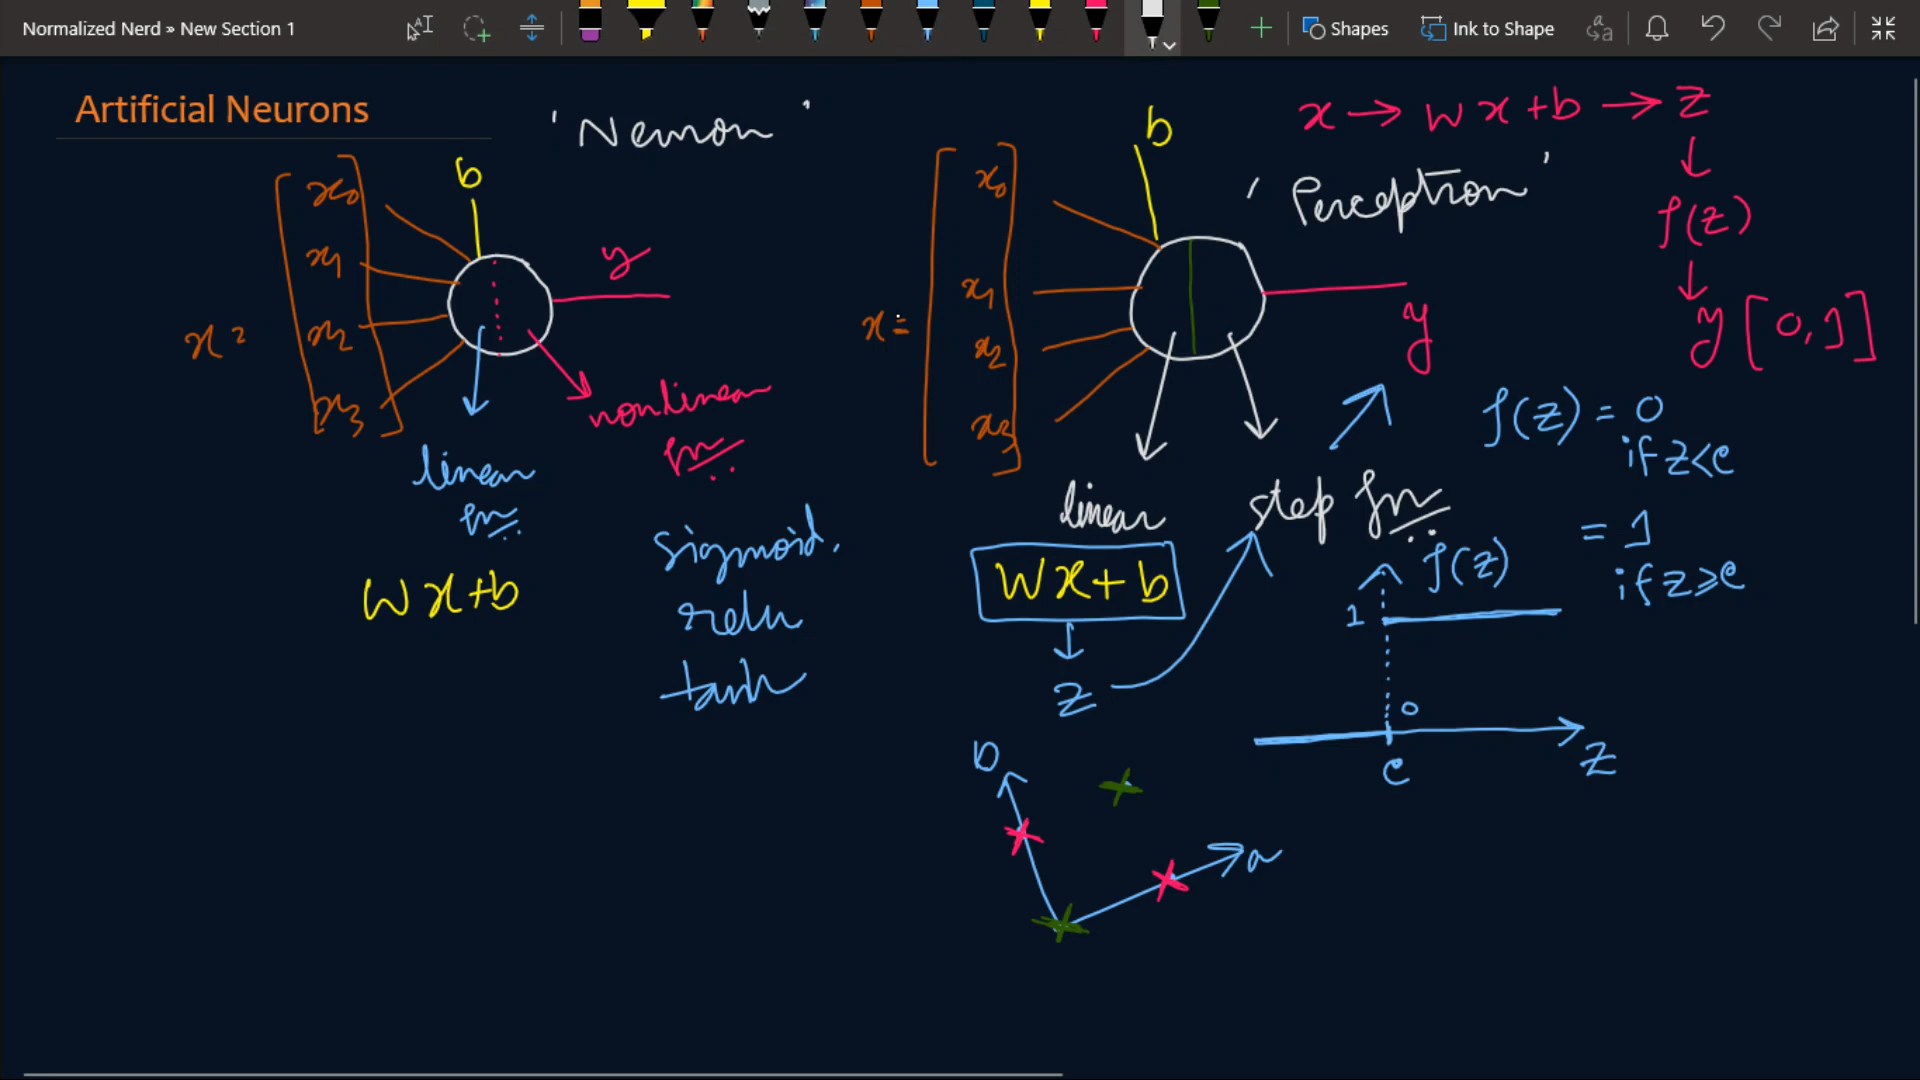 Normalized Nerd » New Section 1
Shapes
Ink to Shape
Artificial Neurons
'Neuron'
x =
x0
x1
x2
x3
b
y
linear
fn
Wx+b
nonlinear
fn
sigmoid,
relu
tanh
'Perceptron'
x =
x0
x1
x2
x3
b
y
linear
Wx+b
z
step fn
x → Wx+b → z
f(z)
y [0,1]
f(z) = 0
if z<c
= 1
if z≥c
f(z)
1
0
c
z
b
a